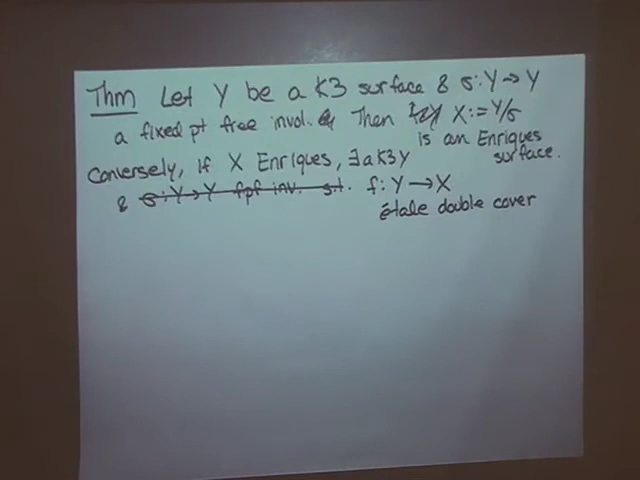 Thm Let Y be a K3 surface & σ: Y → Y
a fixed pt free invol. Then X := Y/σ
is an Enriques
surface.
Conversely, if X Enriques, ∃ a K3 Y
& σ: Y → Y fpf inv. s.t. f: Y → X
étale double cover